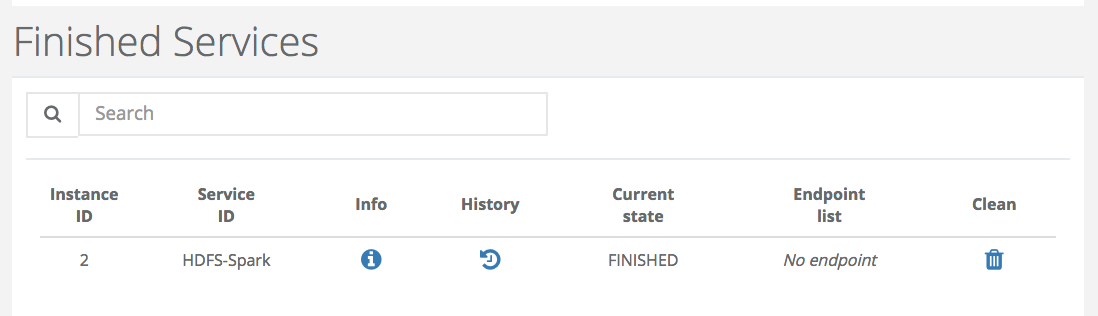 Finished Services
Search
Instance ID Service ID Info History Current state Endpoint list Clean
2 HDFS-Spark FINISHED No endpoint